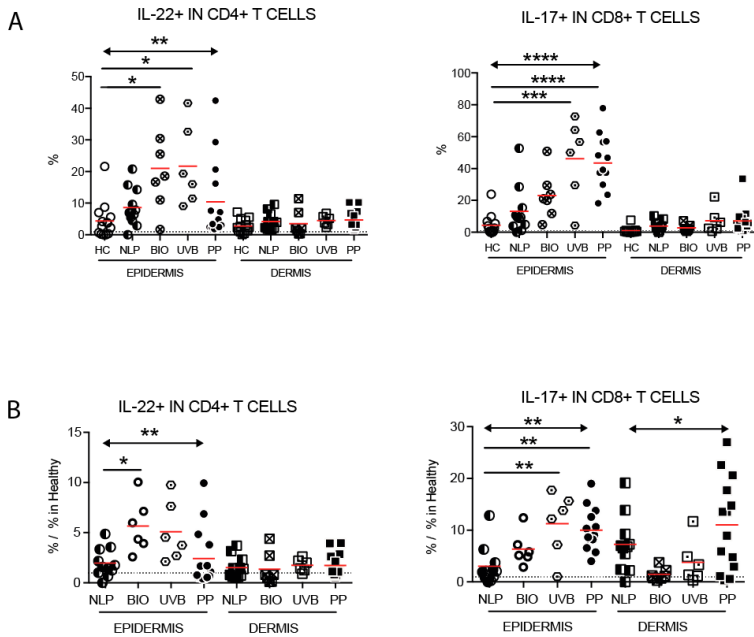 A
IL-22+ IN CD4+ T CELLS
**
*
*
%
50
40
30
20
10
0
HC NLP BIO UVB PP HC NLP BIO UVB PP
EPIDERMIS DERMIS
IL-17+ IN CD8+ T CELLS
****
****
***
%
100
80
60
40
20
0
HC NLP BIO UVB PP HC NLP BIO UVB PP
EPIDERMIS DERMIS
B
IL-22+ IN CD4+ T CELLS
**
*
% / % in Healthy
15
10
5
0
NLP BIO UVB PP NLP BIO UVB PP
EPIDERMIS DERMIS
IL-17+ IN CD8+ T CELLS
** *
**
**
% / % in Healthy
30
20
10
0
NLP BIO UVB PP NLP BIO UVB PP
EPIDERMIS DERMIS